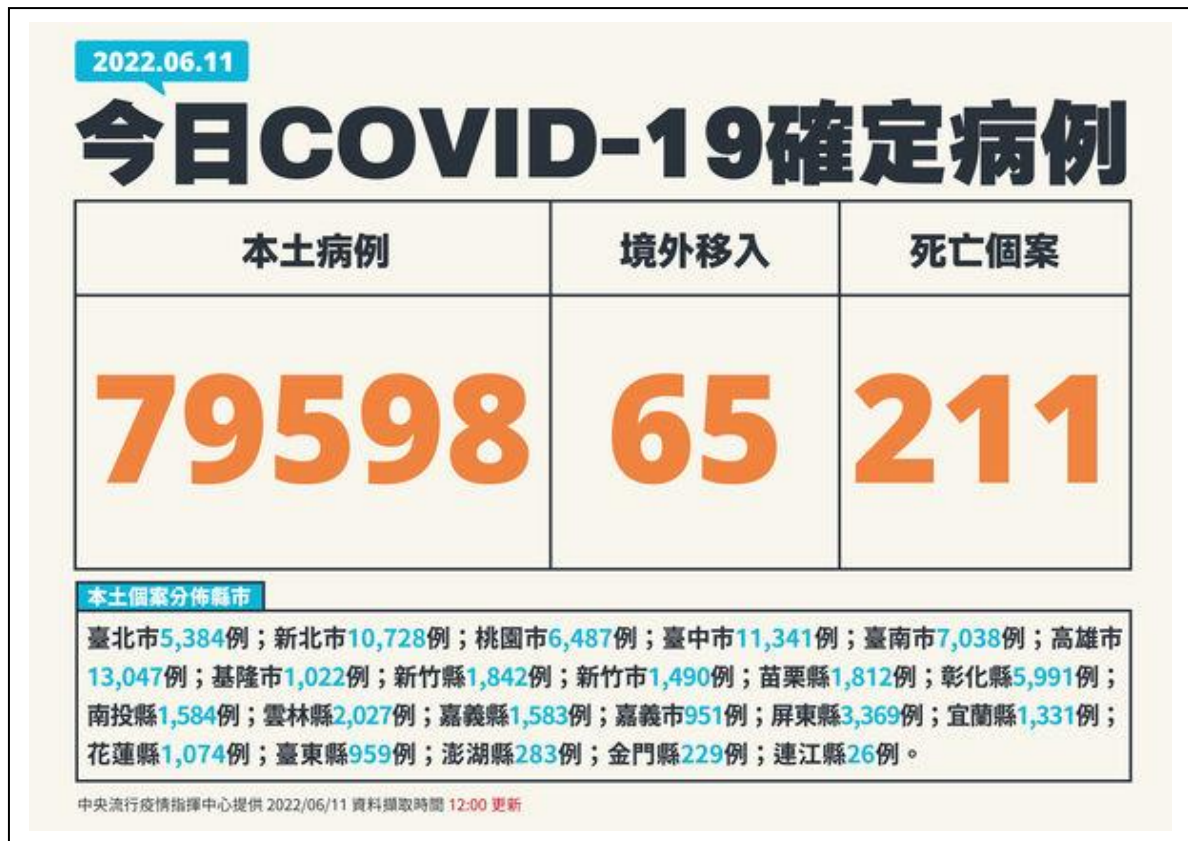 2022.06.11
今日COVID-19確定病例
本土病例 境外移入 死亡個案
79598 65 211
本土個案分佈縣市
臺北市5,384例；新北市10,728例；桃園市6,487例；臺中市11,341例；臺南市7,038例；高雄市
13,047例；基隆市1,022例；新竹縣1,842例；新竹市1,490例；苗栗縣1,812例；彰化縣5,991例；
南投縣1,584例；雲林縣2,027例；嘉義縣1,583例；嘉義市951例；屏東縣3,369例；宜蘭縣1,331例；
花蓮縣1,074例；臺東縣959例；澎湖縣283例；金門縣229例；連江縣26例。
中央流行疫情指揮中心提供 2022/06/11 資料擷取時間 12:00 更新